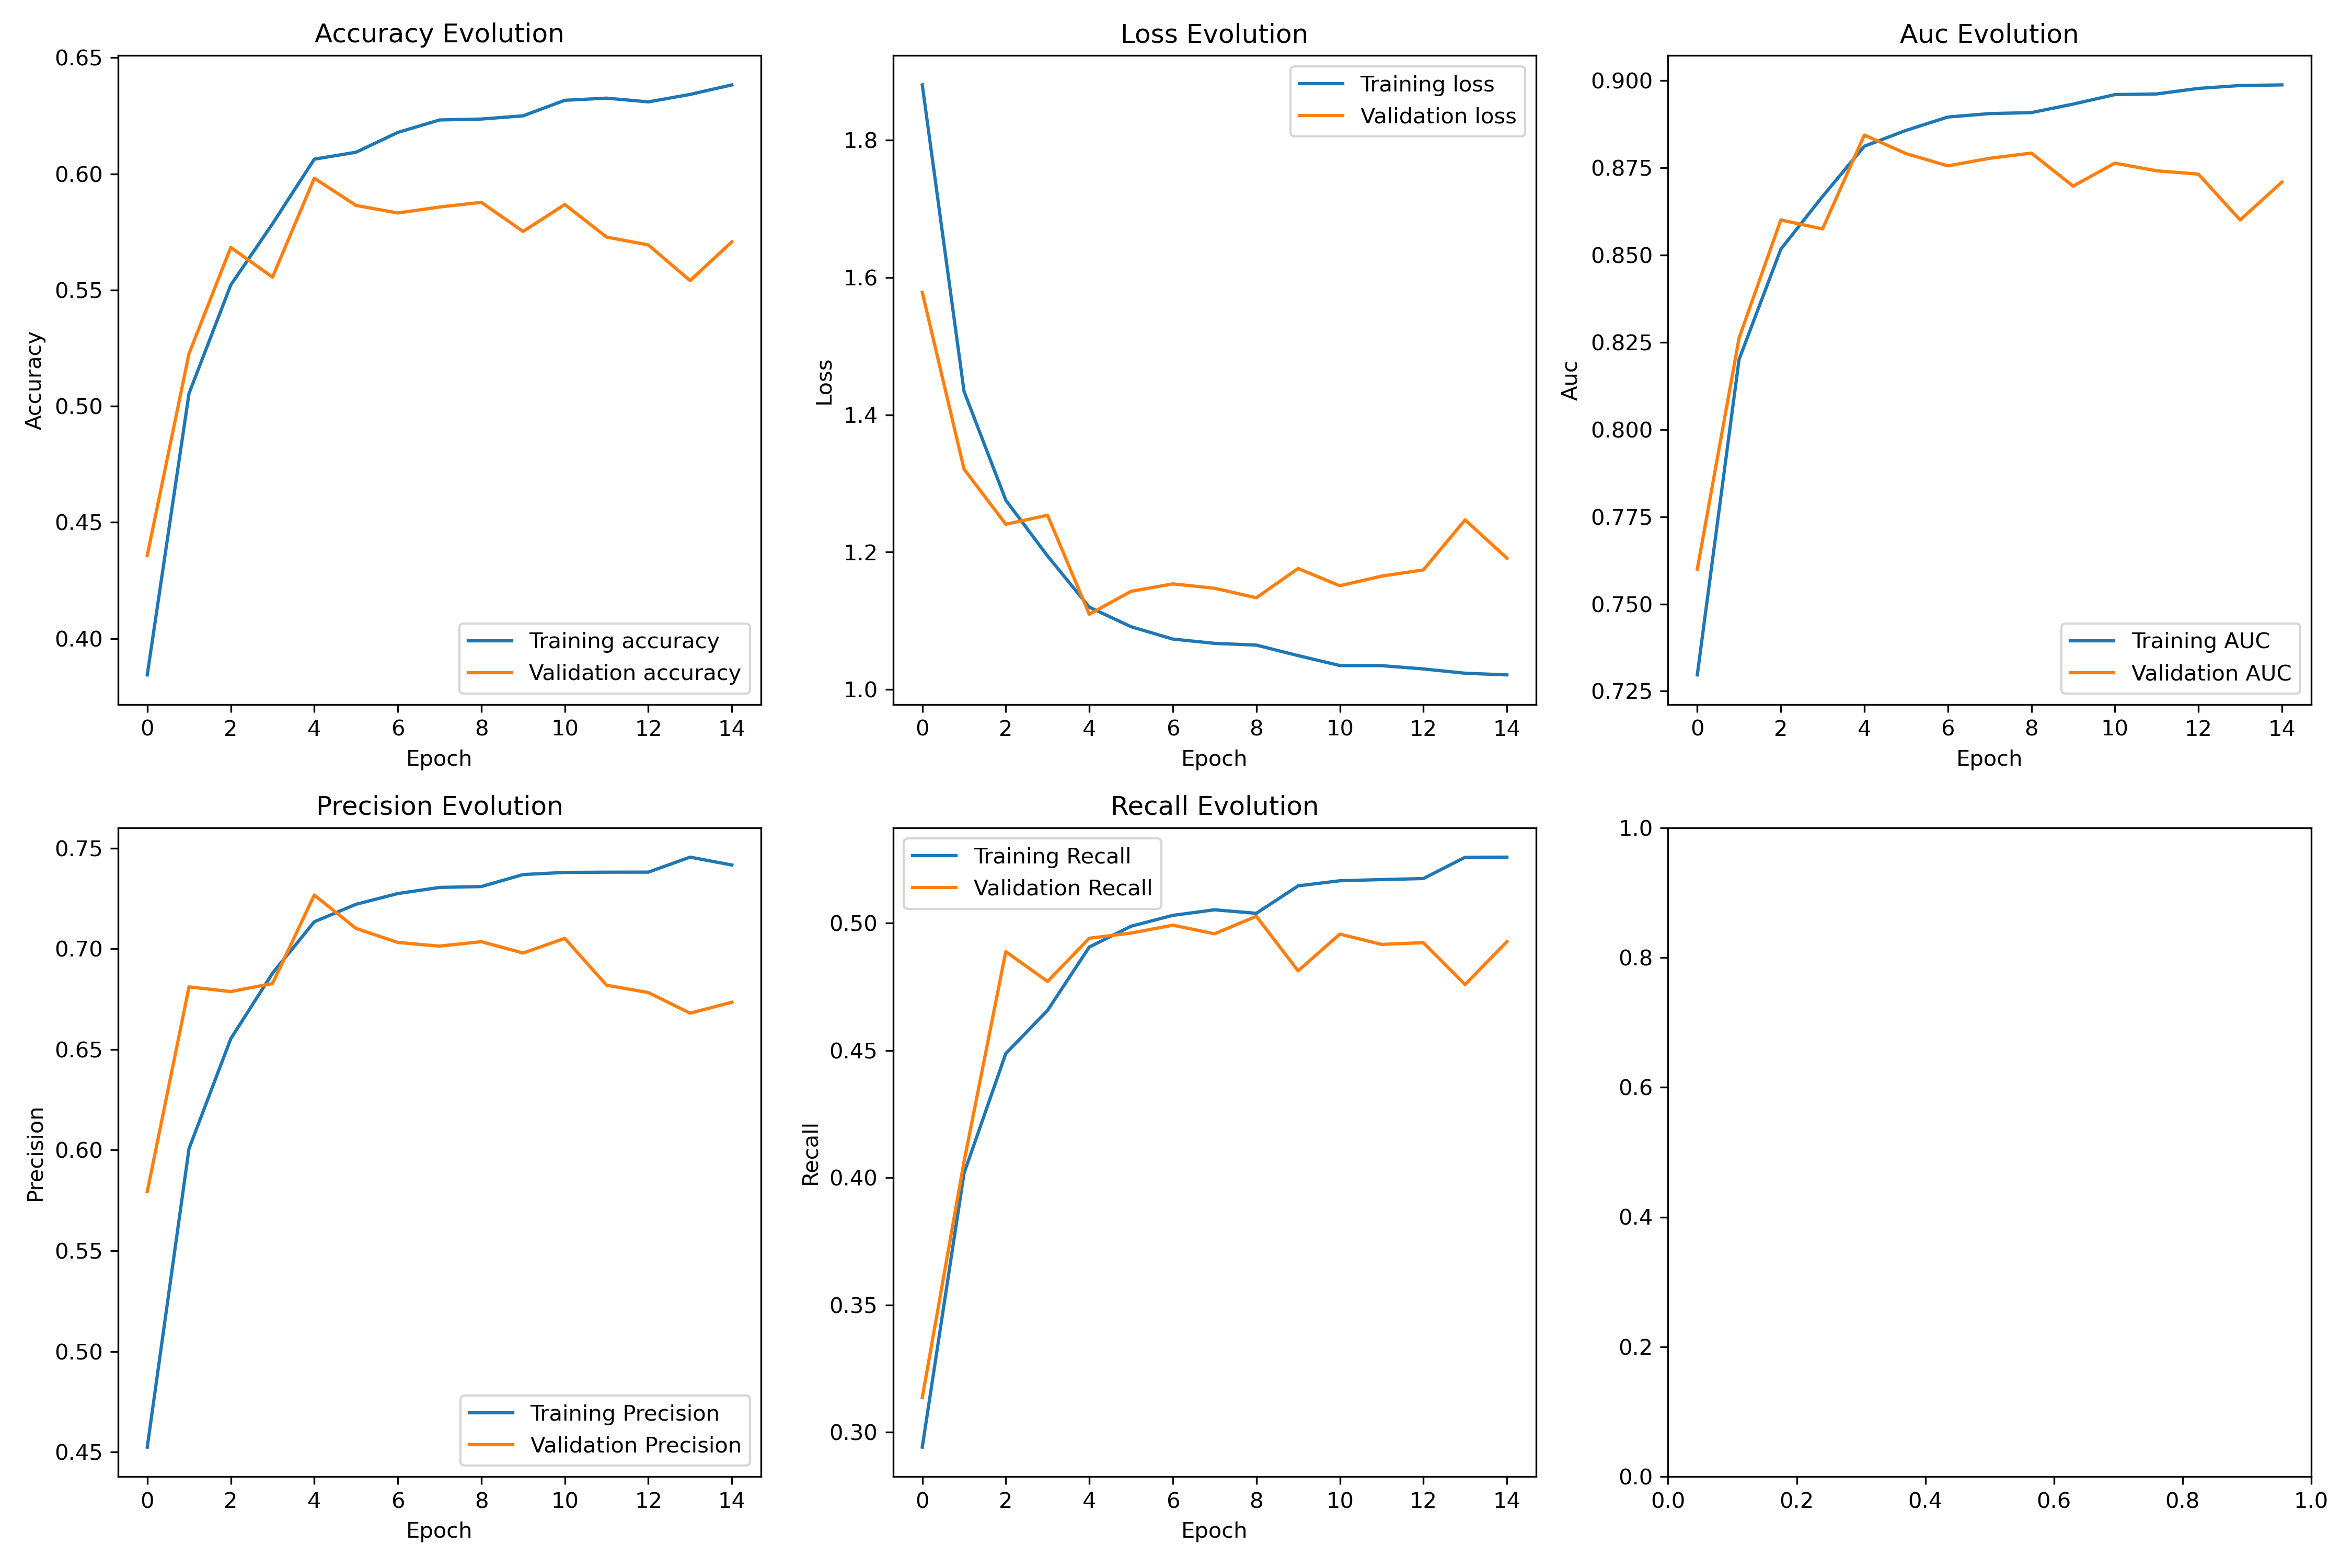 Accuracy Evolution
Accuracy
0.65
0.60
0.55
0.50
0.45
0.40
Training accuracy
Validation accuracy
0 2 4 6 8 10 12 14
Epoch
Loss Evolution
Loss
1.8
1.6
1.4
1.2
1.0
Training loss
Validation loss
0 2 4 6 8 10 12 14
Epoch
Auc Evolution
Auc
0.900
0.875
0.850
0.825
0.800
0.775
0.750
0.725
Training AUC
Validation AUC
0 2 4 6 8 10 12 14
Epoch
Precision Evolution
Precision
0.75
0.70
0.65
0.60
0.55
0.50
0.45
Training Precision
Validation Precision
0 2 4 6 8 10 12 14
Epoch
Recall Evolution
Recall
Training Recall
Validation Recall
0.50
0.45
0.40
0.35
0.30
0 2 4 6 8 10 12 14
Epoch
1.0
0.8
0.6
0.4
0.2
0.0
0.0 0.2 0.4 0.6 0.8 1.0